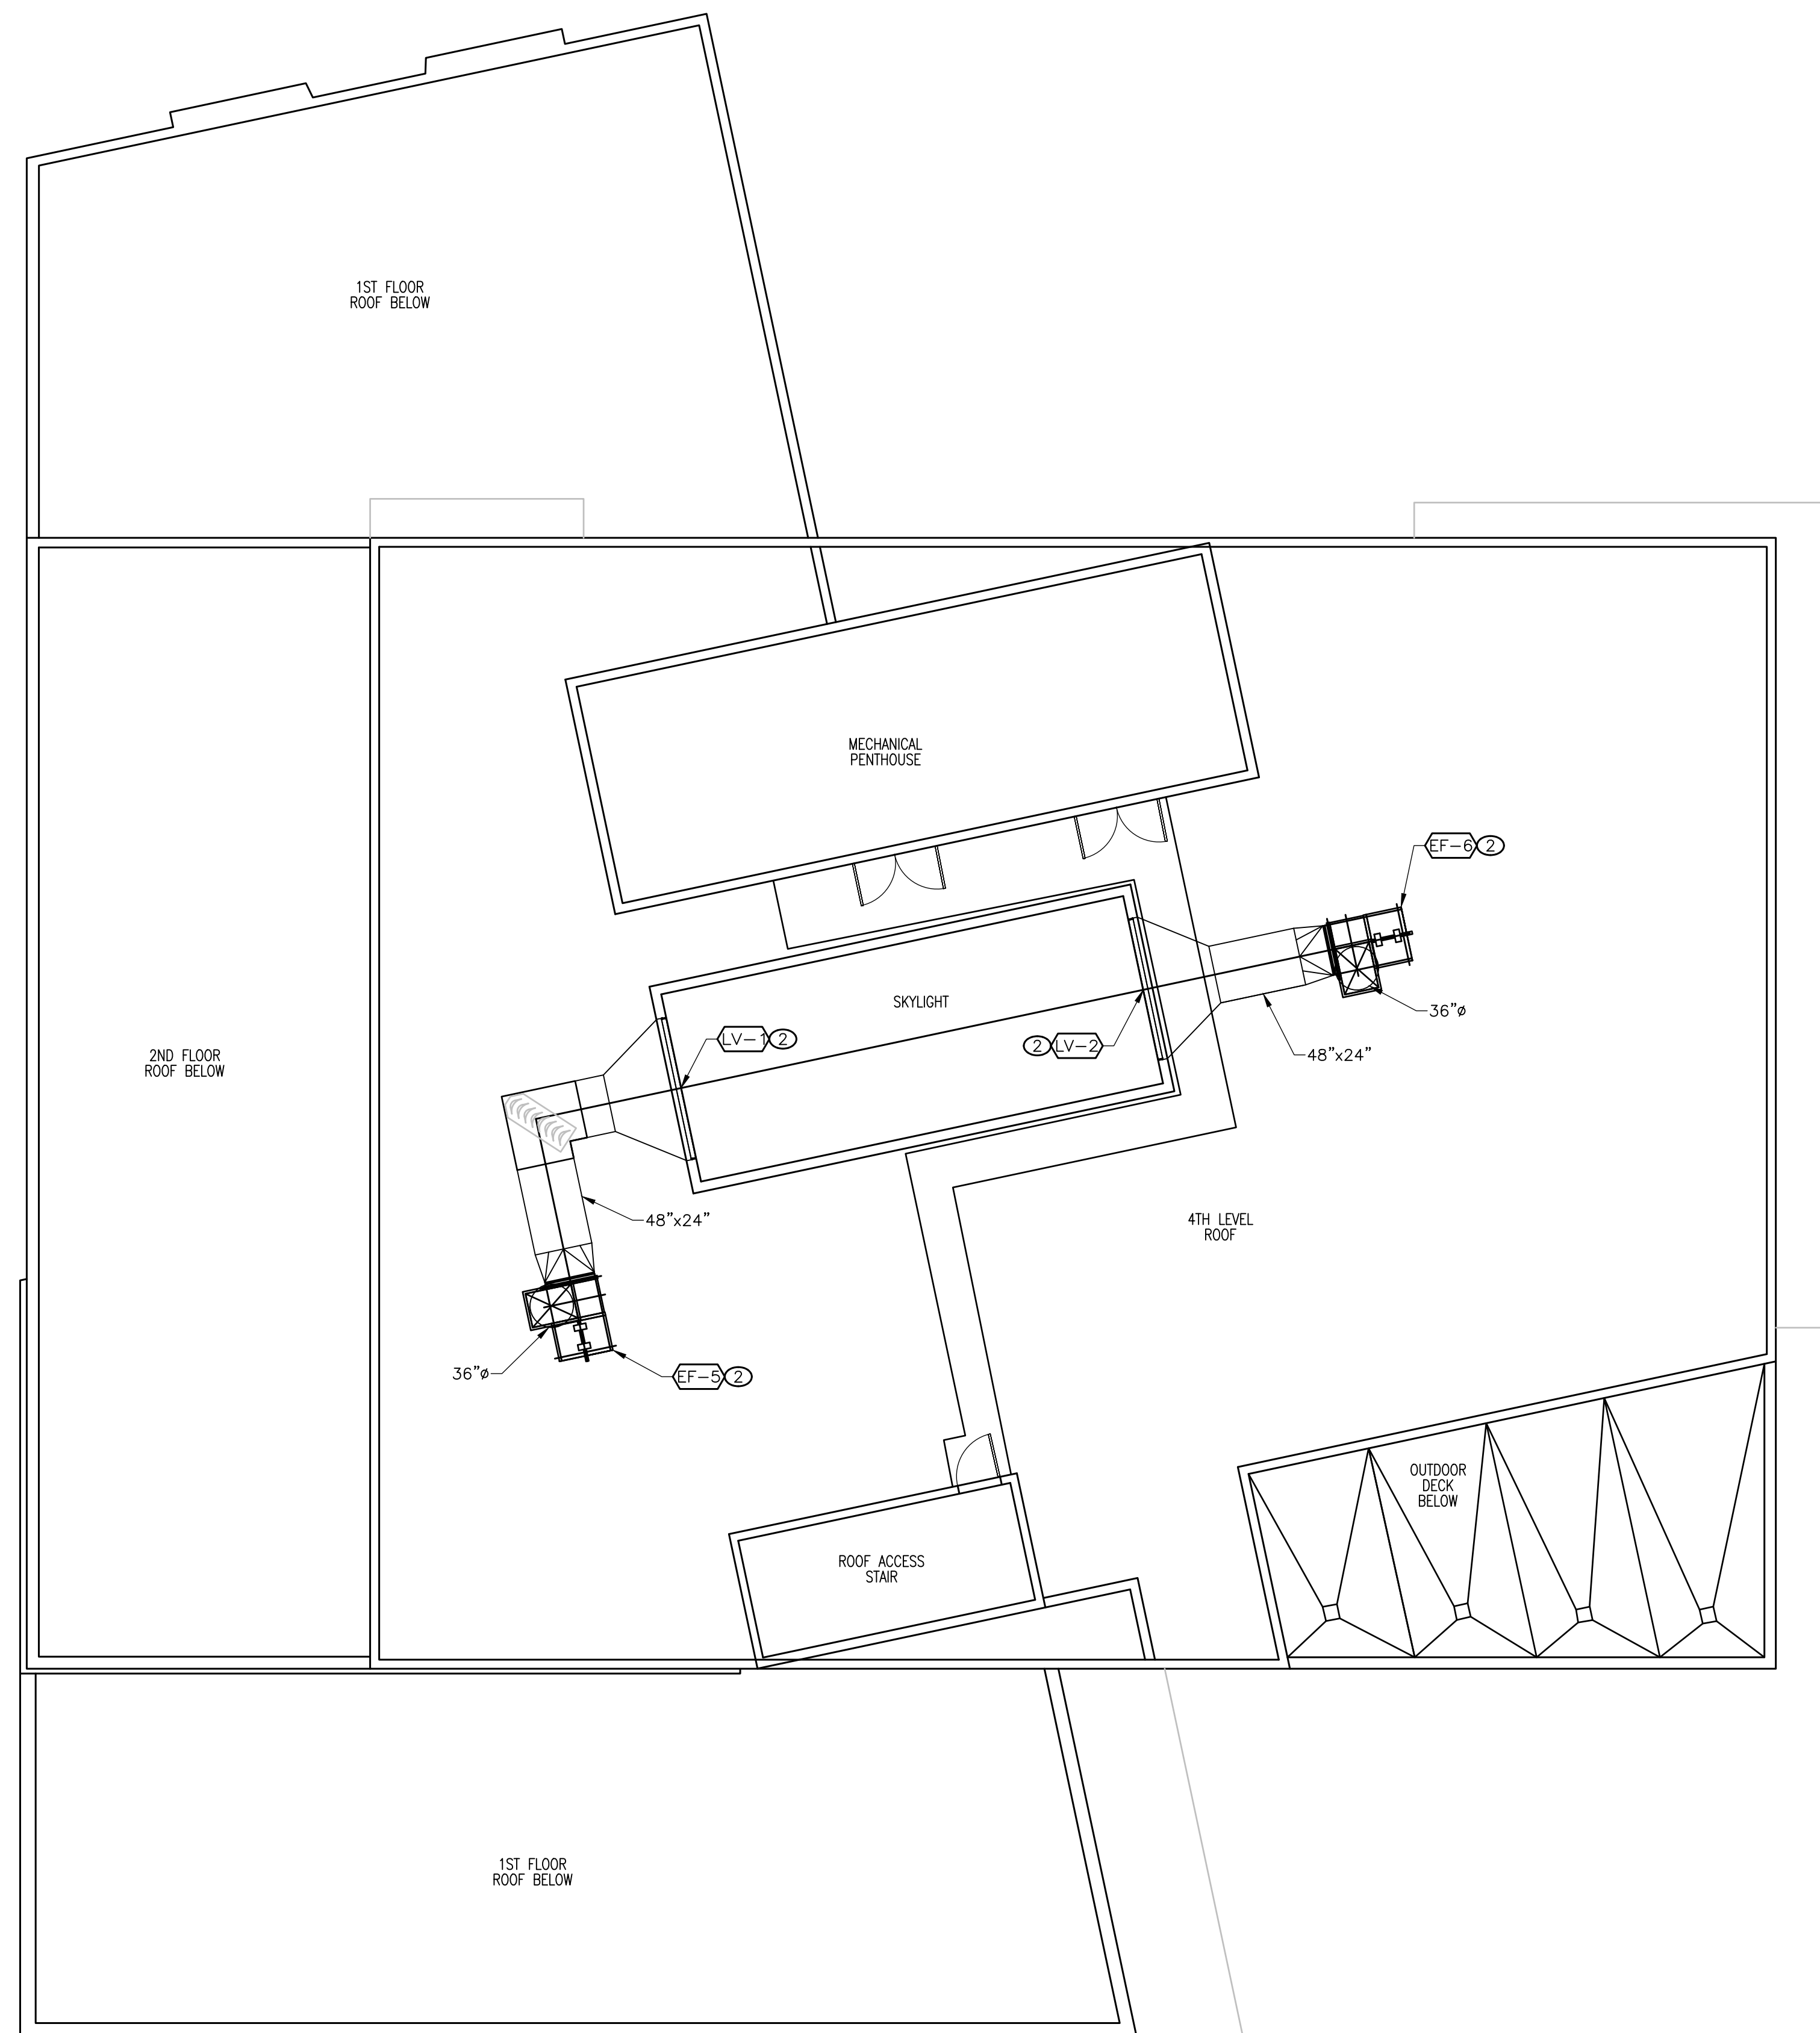 1ST FLOOR
ROOF BELOW
MECHANICAL
PENTHOUSE
EF-6 2
SKYLIGHT
36"ø
LV-1 2
2 LV-2
48"x24"
2ND FLOOR
ROOF BELOW
48"x24"
4TH LEVEL
ROOF
36"ø
EF-5 2
OUTDOOR
DECK
BELOW
ROOF ACCESS
STAIR
1ST FLOOR
ROOF BELOW